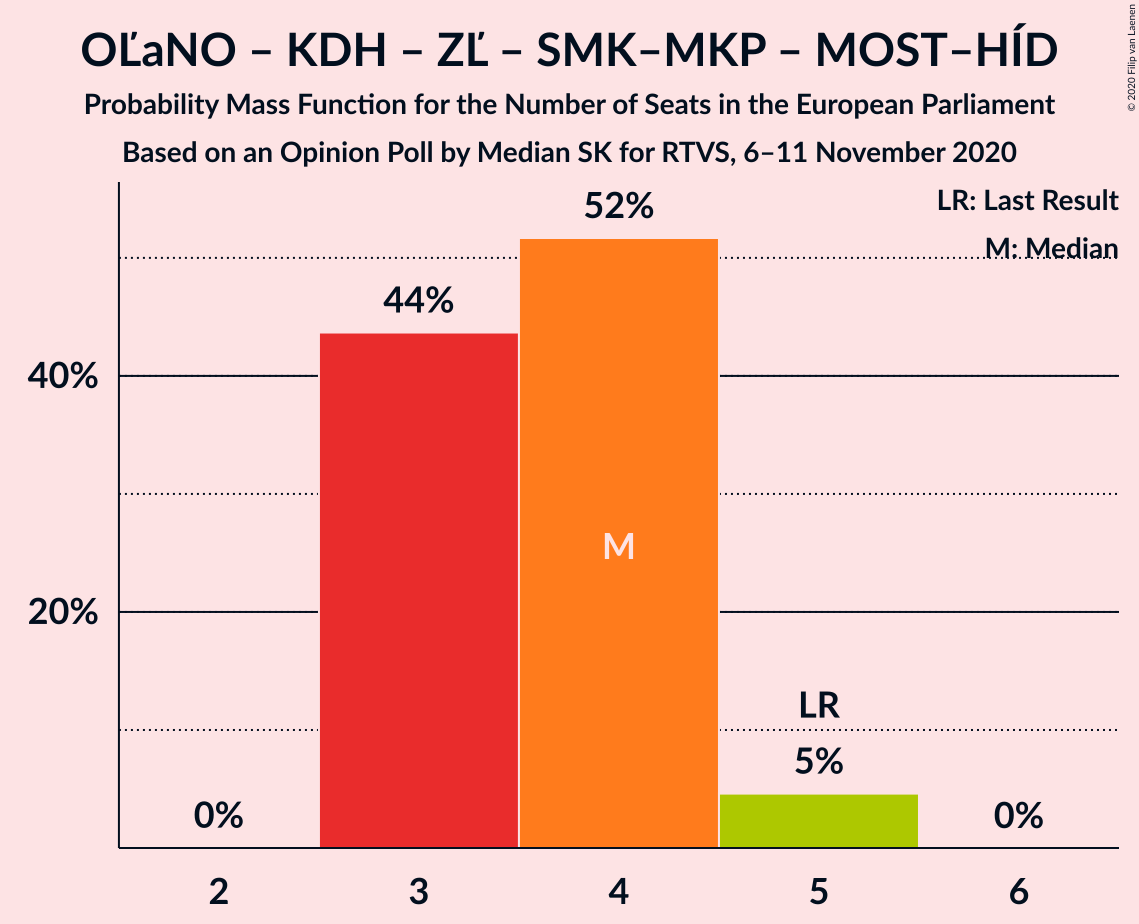 OĽaNO – KDH – ZĽ – SMK–MKP – MOST–HÍD
Probability Mass Function for the Number of Seats in the European Parliament
Based on an Opinion Poll by Median SK for RTVS, 6–11 November 2020
© 2020 Filip van Laenen
LR: Last Result
M: Median
52%
44%
40%
M
20%
LR
5%
0%
0%
2 3 4 5 6